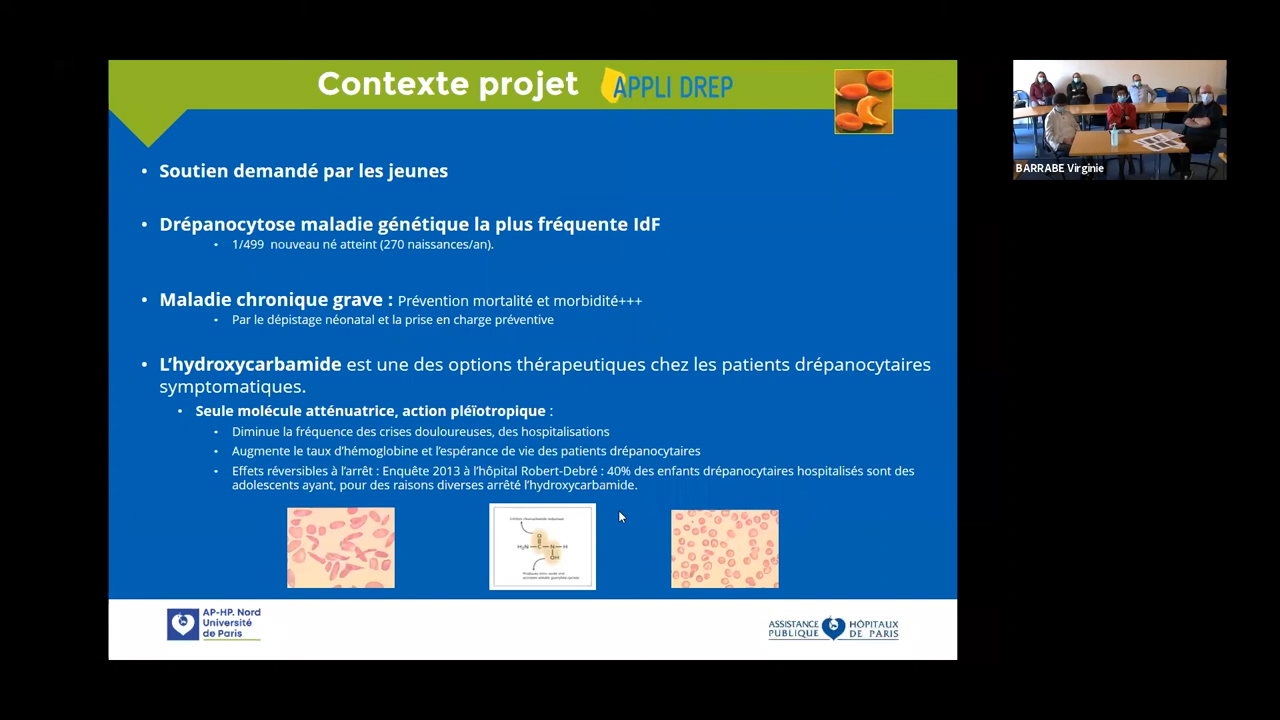 Contexte projet APPLI DREP
• Soutien demandé par les jeunes
• Drépanocytose maladie génétique la plus fréquente IdF
• 1/499 nouveau né atteint (270 naissances/an).
• Maladie chronique grave : Prévention mortalité et morbidité+++
• Par le dépistage néonatal et la prise en charge préventive
• L’hydroxycarbamide est une des options thérapeutiques chez les patients drépanocytaires
symptomatiques.
• Seule molécule atténuatrice, action pléïotropique :
• Diminue la fréquence des crises douloureuses, des hospitalisations
• Augmente le taux d’hémoglobine et l’espérance de vie des patients drépanocytaires
• Effets réversibles à l’arrêt : Enquête 2013 à l’hôpital Robert-Debré : 40% des enfants drépanocytaires hospitalisés sont des
adolescents ayant, pour des raisons diverses arrêté l’hydroxycarbamide.
H₂N—C—N—H
O
OH
AP-HP. Nord
Université
de Paris
ASSISTANCE HÔPITAUX
PUBLIQUE DE PARIS
BARRABE Virginie